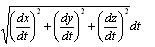 √((dx/dt)² + (dy/dt)² + (dz/dt)²) dt